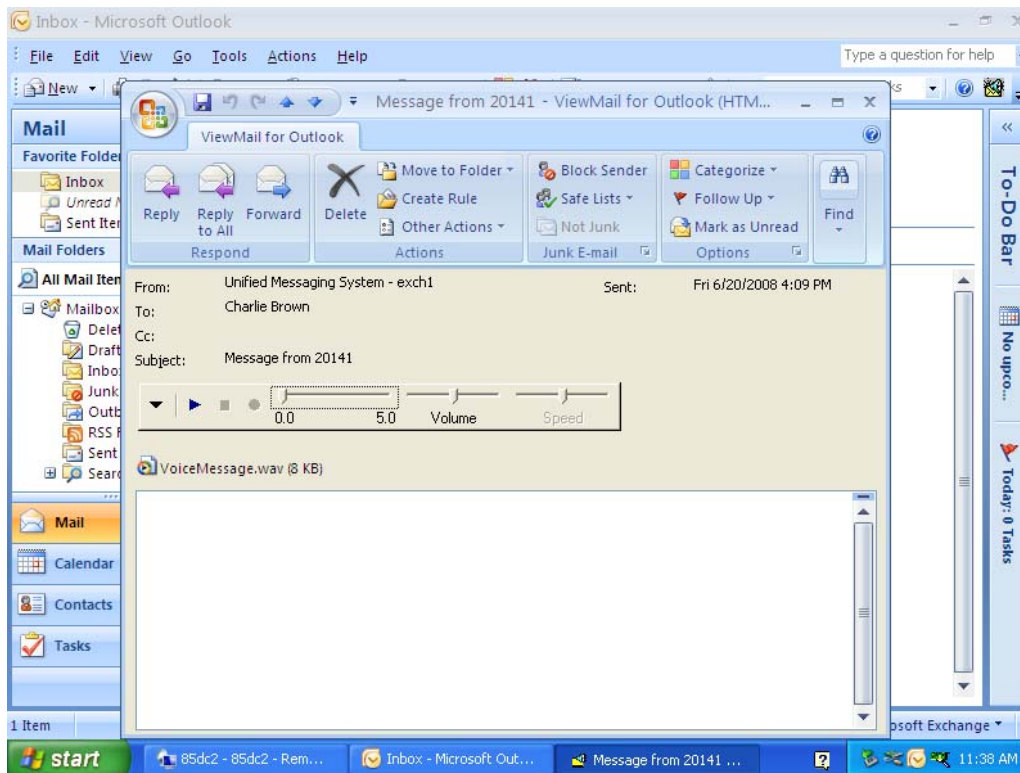 Inbox - Microsoft Outlook
File Edit View Go Tools Actions Help
Type a question for help
New
Message from 20141 - ViewMail for Outlook (HTM...
ViewMail for Outlook
Mail
Favorite Folder
Inbox
Unread
Sent Iter
Mail Folders
All Mail Iten
Mailbox
Delet
Draft
Inbo
Junk
Outb
RSS F
Sent
Searc
Mail
Calendar
Contacts
Tasks
Reply
Reply to All
Forward
Respond
Delete
Move to Folder
Create Rule
Other Actions
Actions
Block Sender
Safe Lists
Not Junk
Junk E-mail
Categorize
Follow Up
Mark as Unread
Options
Find
From: Unified Messaging System - exch1 Sent: Fri 6/20/2008 4:09 PM
To: Charlie Brown
Cc:
Subject: Message from 20141
0.0 5.0 Volume Speed
VoiceMessage.wav (8 KB)
To-Do Bar
No upco...
Today: 0 Tasks
1 Item
osoft Exchange
start
85dc2 - 85dc2 - Rem...
Inbox - Microsoft Out...
Message from 20141 ...
11:38 AM